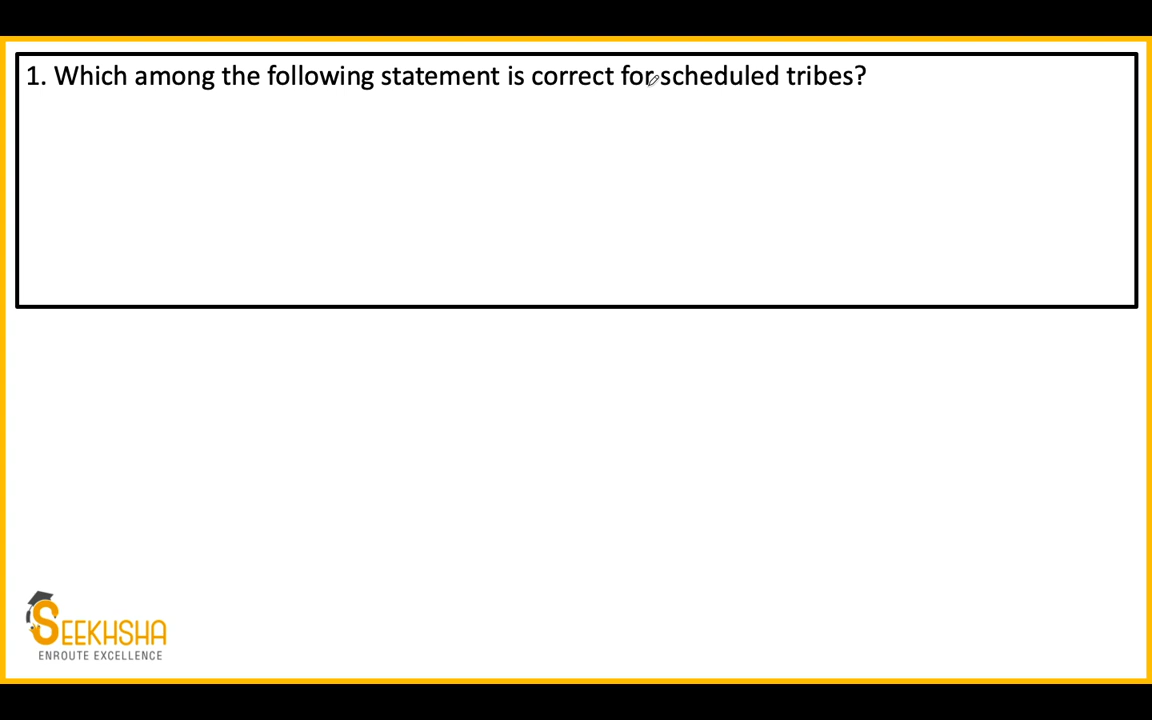 1. Which among the following statement is correct for scheduled tribes?
SEEKHSHA
ENROUTE EXCELLENCE